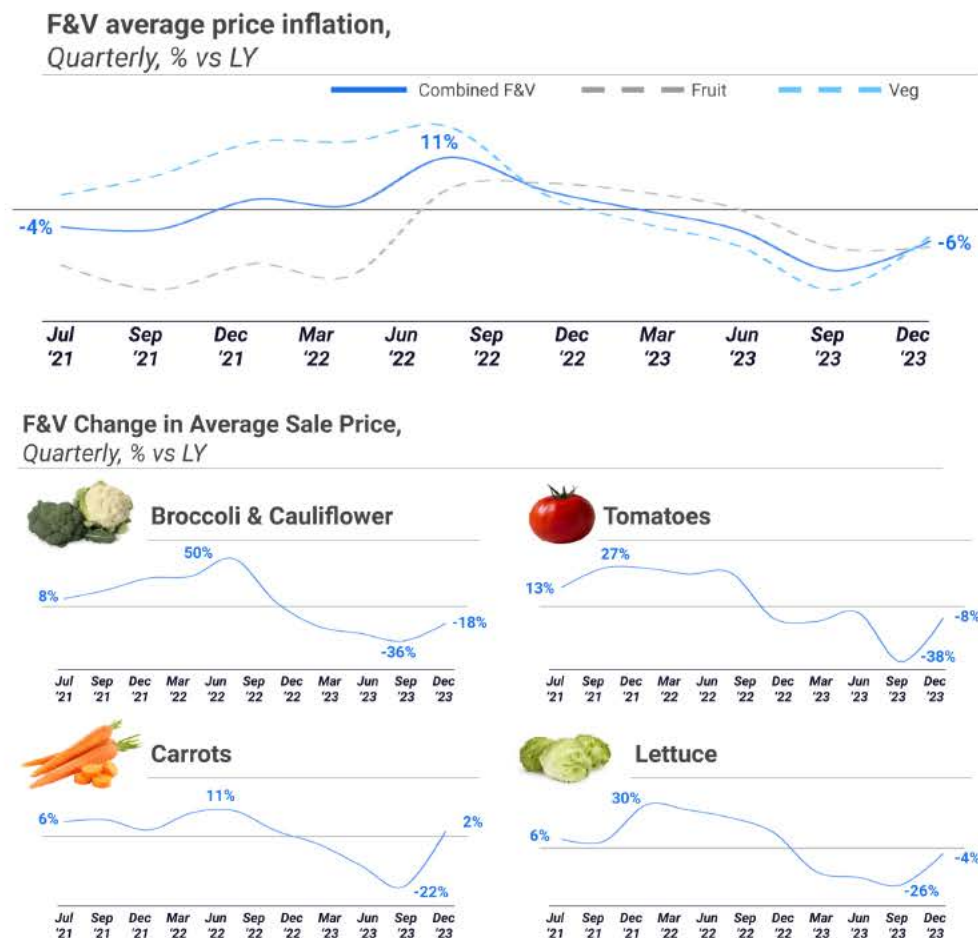 F&V average price inflation,
Quarterly, % vs LY
Combined F&V Fruit Veg
11%
-4%
-6%
Jul Sep Dec Mar Jun Sep Dec Mar Jun Sep Dec
'21 '21 '21 '22 '22 '22 '22 '23 '23 '23 '23
F&V Change in Average Sale Price,
Quarterly, % vs LY
Broccoli & Cauliflower
50%
8%
-18%
-36%
Jul Sep Dec Mar Jun Sep Dec Mar Jun Sep Dec
'21 '21 '21 '22 '22 '22 '22 '23 '23 '23 '23
Tomatoes
27%
13%
-8%
-38%
Jul Sep Dec Mar Jun Sep Dec Mar Jun Sep Dec
'21 '21 '21 '22 '22 '22 '22 '23 '23 '23 '23
Carrots
11%
6%
2%
-22%
Jul Sep Dec Mar Jun Sep Dec Mar Jun Sep Dec
'21 '21 '21 '22 '22 '22 '22 '23 '23 '23 '23
Lettuce
30%
6%
-4%
-26%
Jul Sep Dec Mar Jun Sep Dec Mar Jun Sep Dec
'21 '21 '21 '22 '22 '22 '22 '23 '23 '23 '23